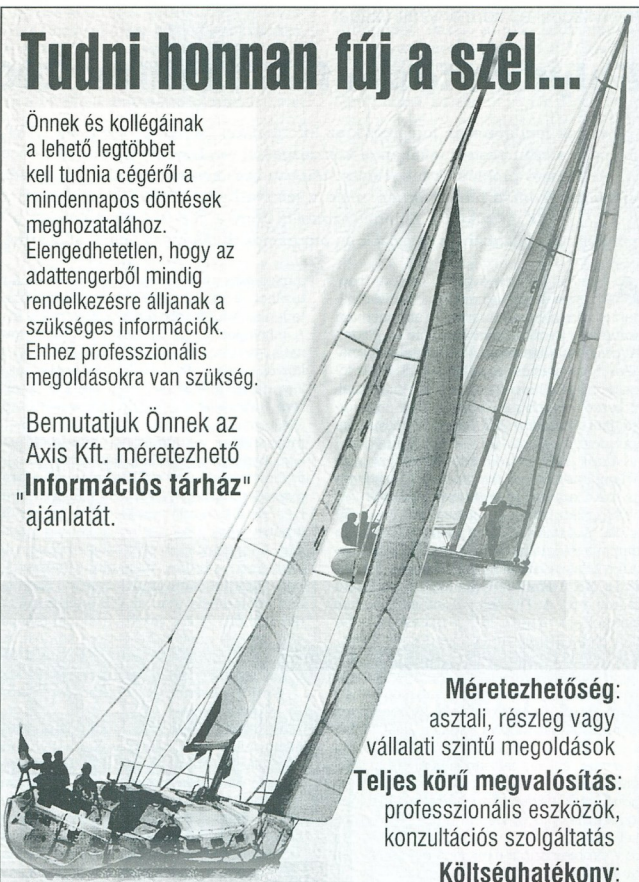 Tudni honnan fúj a szél...
Önnek és kollégáinak
a lehető legtöbbet
kell tudnia cégéről a
mindennapos döntések
meghozatalához.
Elengedhetetlen, hogy az
adattengerből mindig
rendelkezésre álljanak a
szükséges információk.
Ehhez professzionális
megoldásokra van szükség.
Bemutatjuk Önnek az
Axis Kft. méretezhető
„Információs tárház"
ajánlatát.
Méretezhetőség:
asztali, részleg vagy
vállalati szintű megoldások
Teljes körű megvalósítás:
professzionális eszközök,
konzultációs szolgáltatás
Költséghatékony: